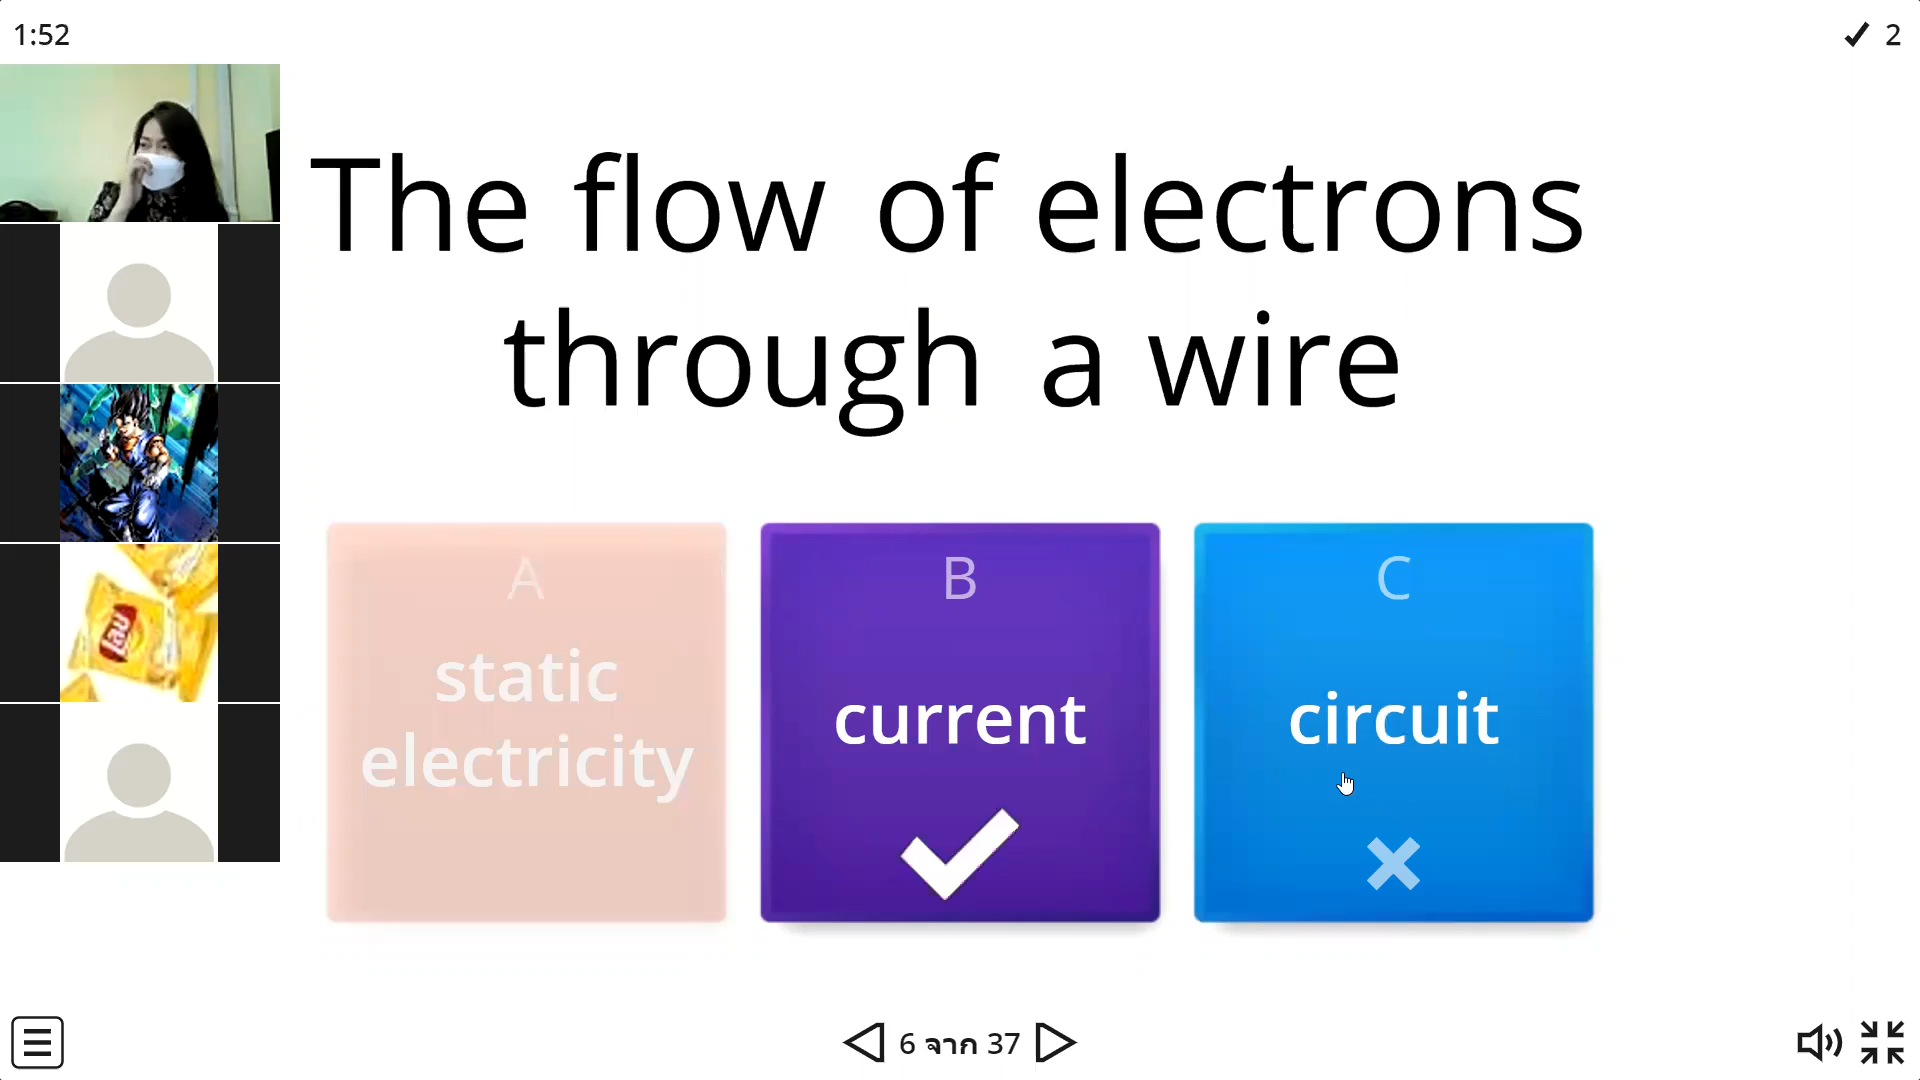 1:52
2
The flow of electrons
through a wire
A
static
electricity
B
current
C
circuit
6 จาก 37